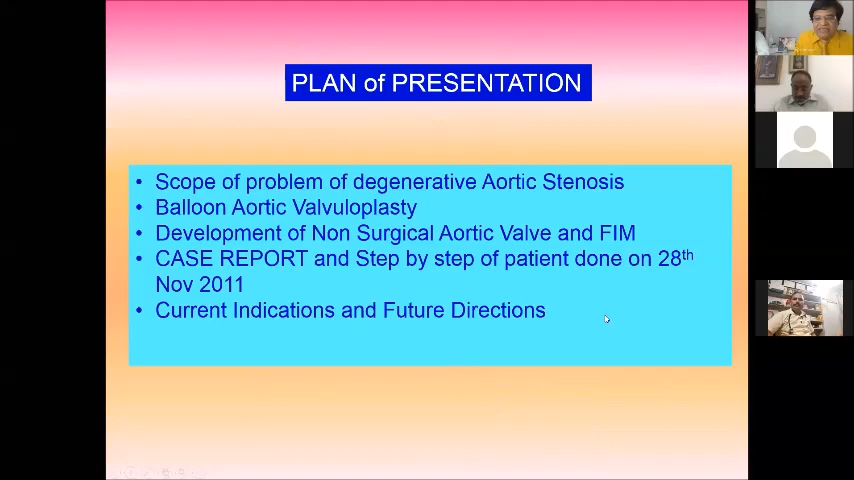 PLAN of PRESENTATION
• Scope of problem of degenerative Aortic Stenosis
• Balloon Aortic Valvuloplasty
• Development of Non Surgical Aortic Valve and FIM
• CASE REPORT and Step by step of patient done on 28th
Nov 2011
• Current Indications and Future Directions